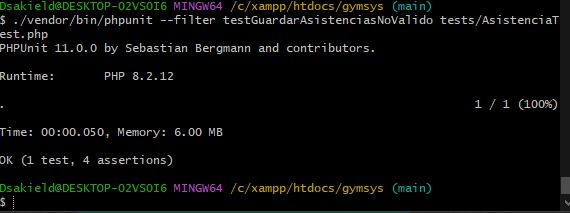 Dsakield@DESKTOP-O2VSOI6 MINGW64 /c/xampp/htdocs/gymsys (main)
$ ./vendor/bin/phpunit --filter testGuardarAsistenciasNoValido tests/AsistenciaT
est.php
PHPUnit 11.0.0 by Sebastian Bergmann and contributors.
Runtime:       PHP 8.2.12
.                                                                   1 / 1 (100%)
Time: 00:00.050, Memory: 6.00 MB
OK (1 test, 4 assertions)
Dsakield@DESKTOP-O2VSOI6 MINGW64 /c/xampp/htdocs/gymsys (main)
$